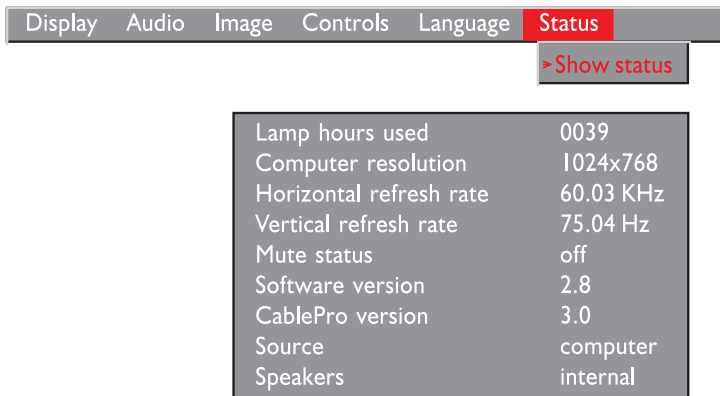 Display Audio Image Controls Language Status
➤Show status
Lamp hours used 0039
Computer resolution 1024x768
Horizontal refresh rate 60.03 KHz
Vertical refresh rate 75.04 Hz
Mute status off
Software version 2.8
CablePro version 3.0
Source computer
Speakers internal